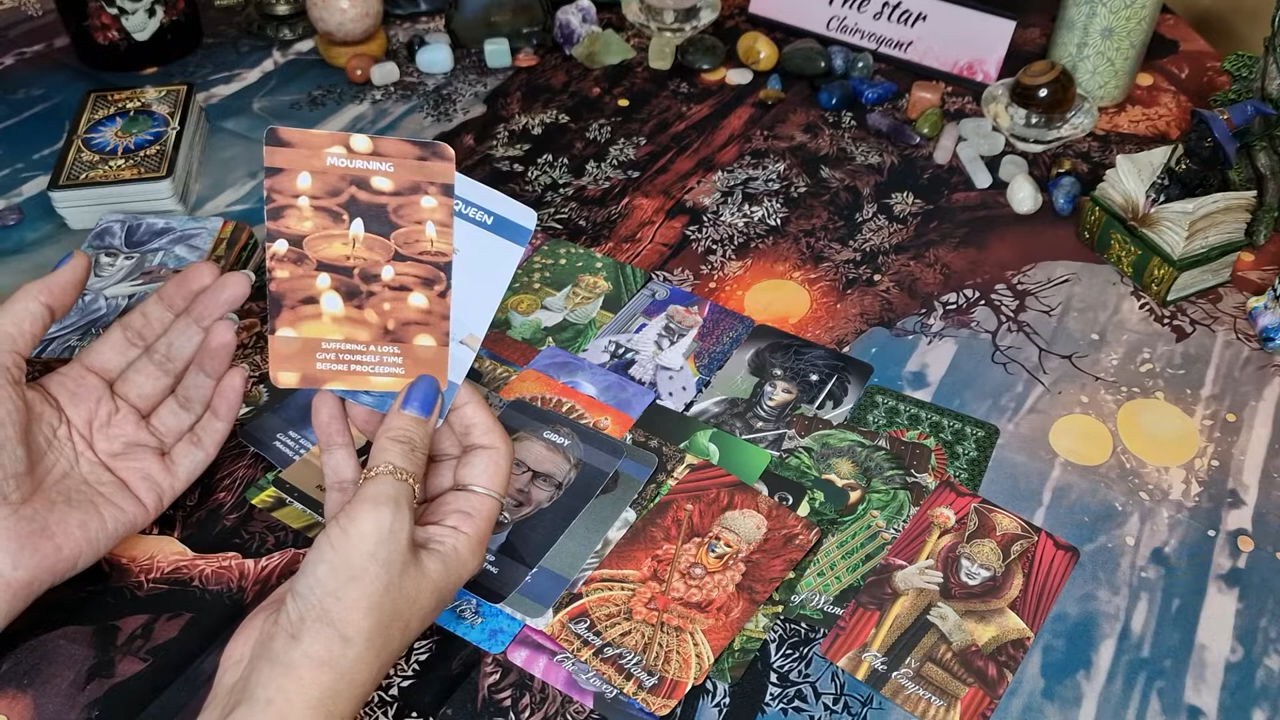 The star
Clairvoyant
MOURNING
QUEEN
SUFFERING A LOSS,
GIVE YOURSELF TIME
BEFORE PROCEEDING
GIDDY
of Wands
Queen of Wands
The Lovers
IV
The Emperor